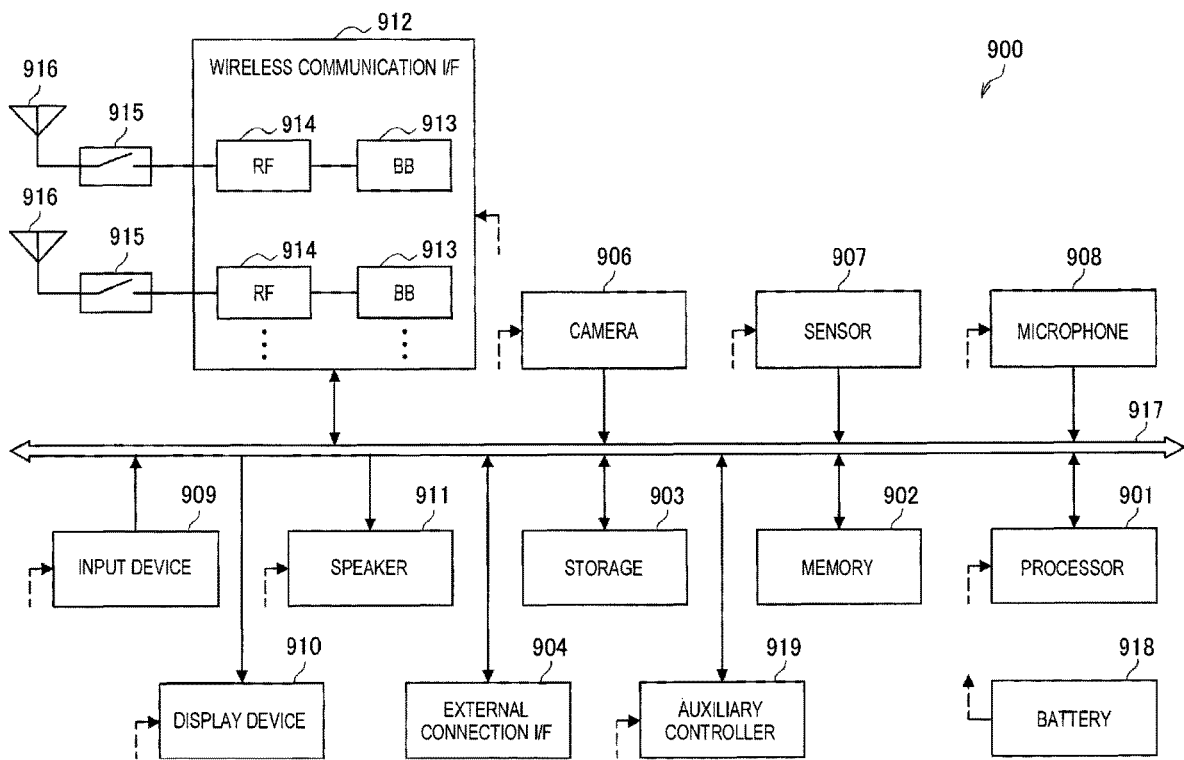 912
900
WIRELESS COMMUNICATION I/F
916
915
914
913
RF
BB
916
915
914
913
RF
BB
906
907
908
CAMERA
SENSOR
MICROPHONE
917
909
911
903
902
901
INPUT DEVICE
SPEAKER
STORAGE
MEMORY
PROCESSOR
910
904
919
918
DISPLAY DEVICE
EXTERNAL
CONNECTION I/F
AUXILIARY
CONTROLLER
BATTERY